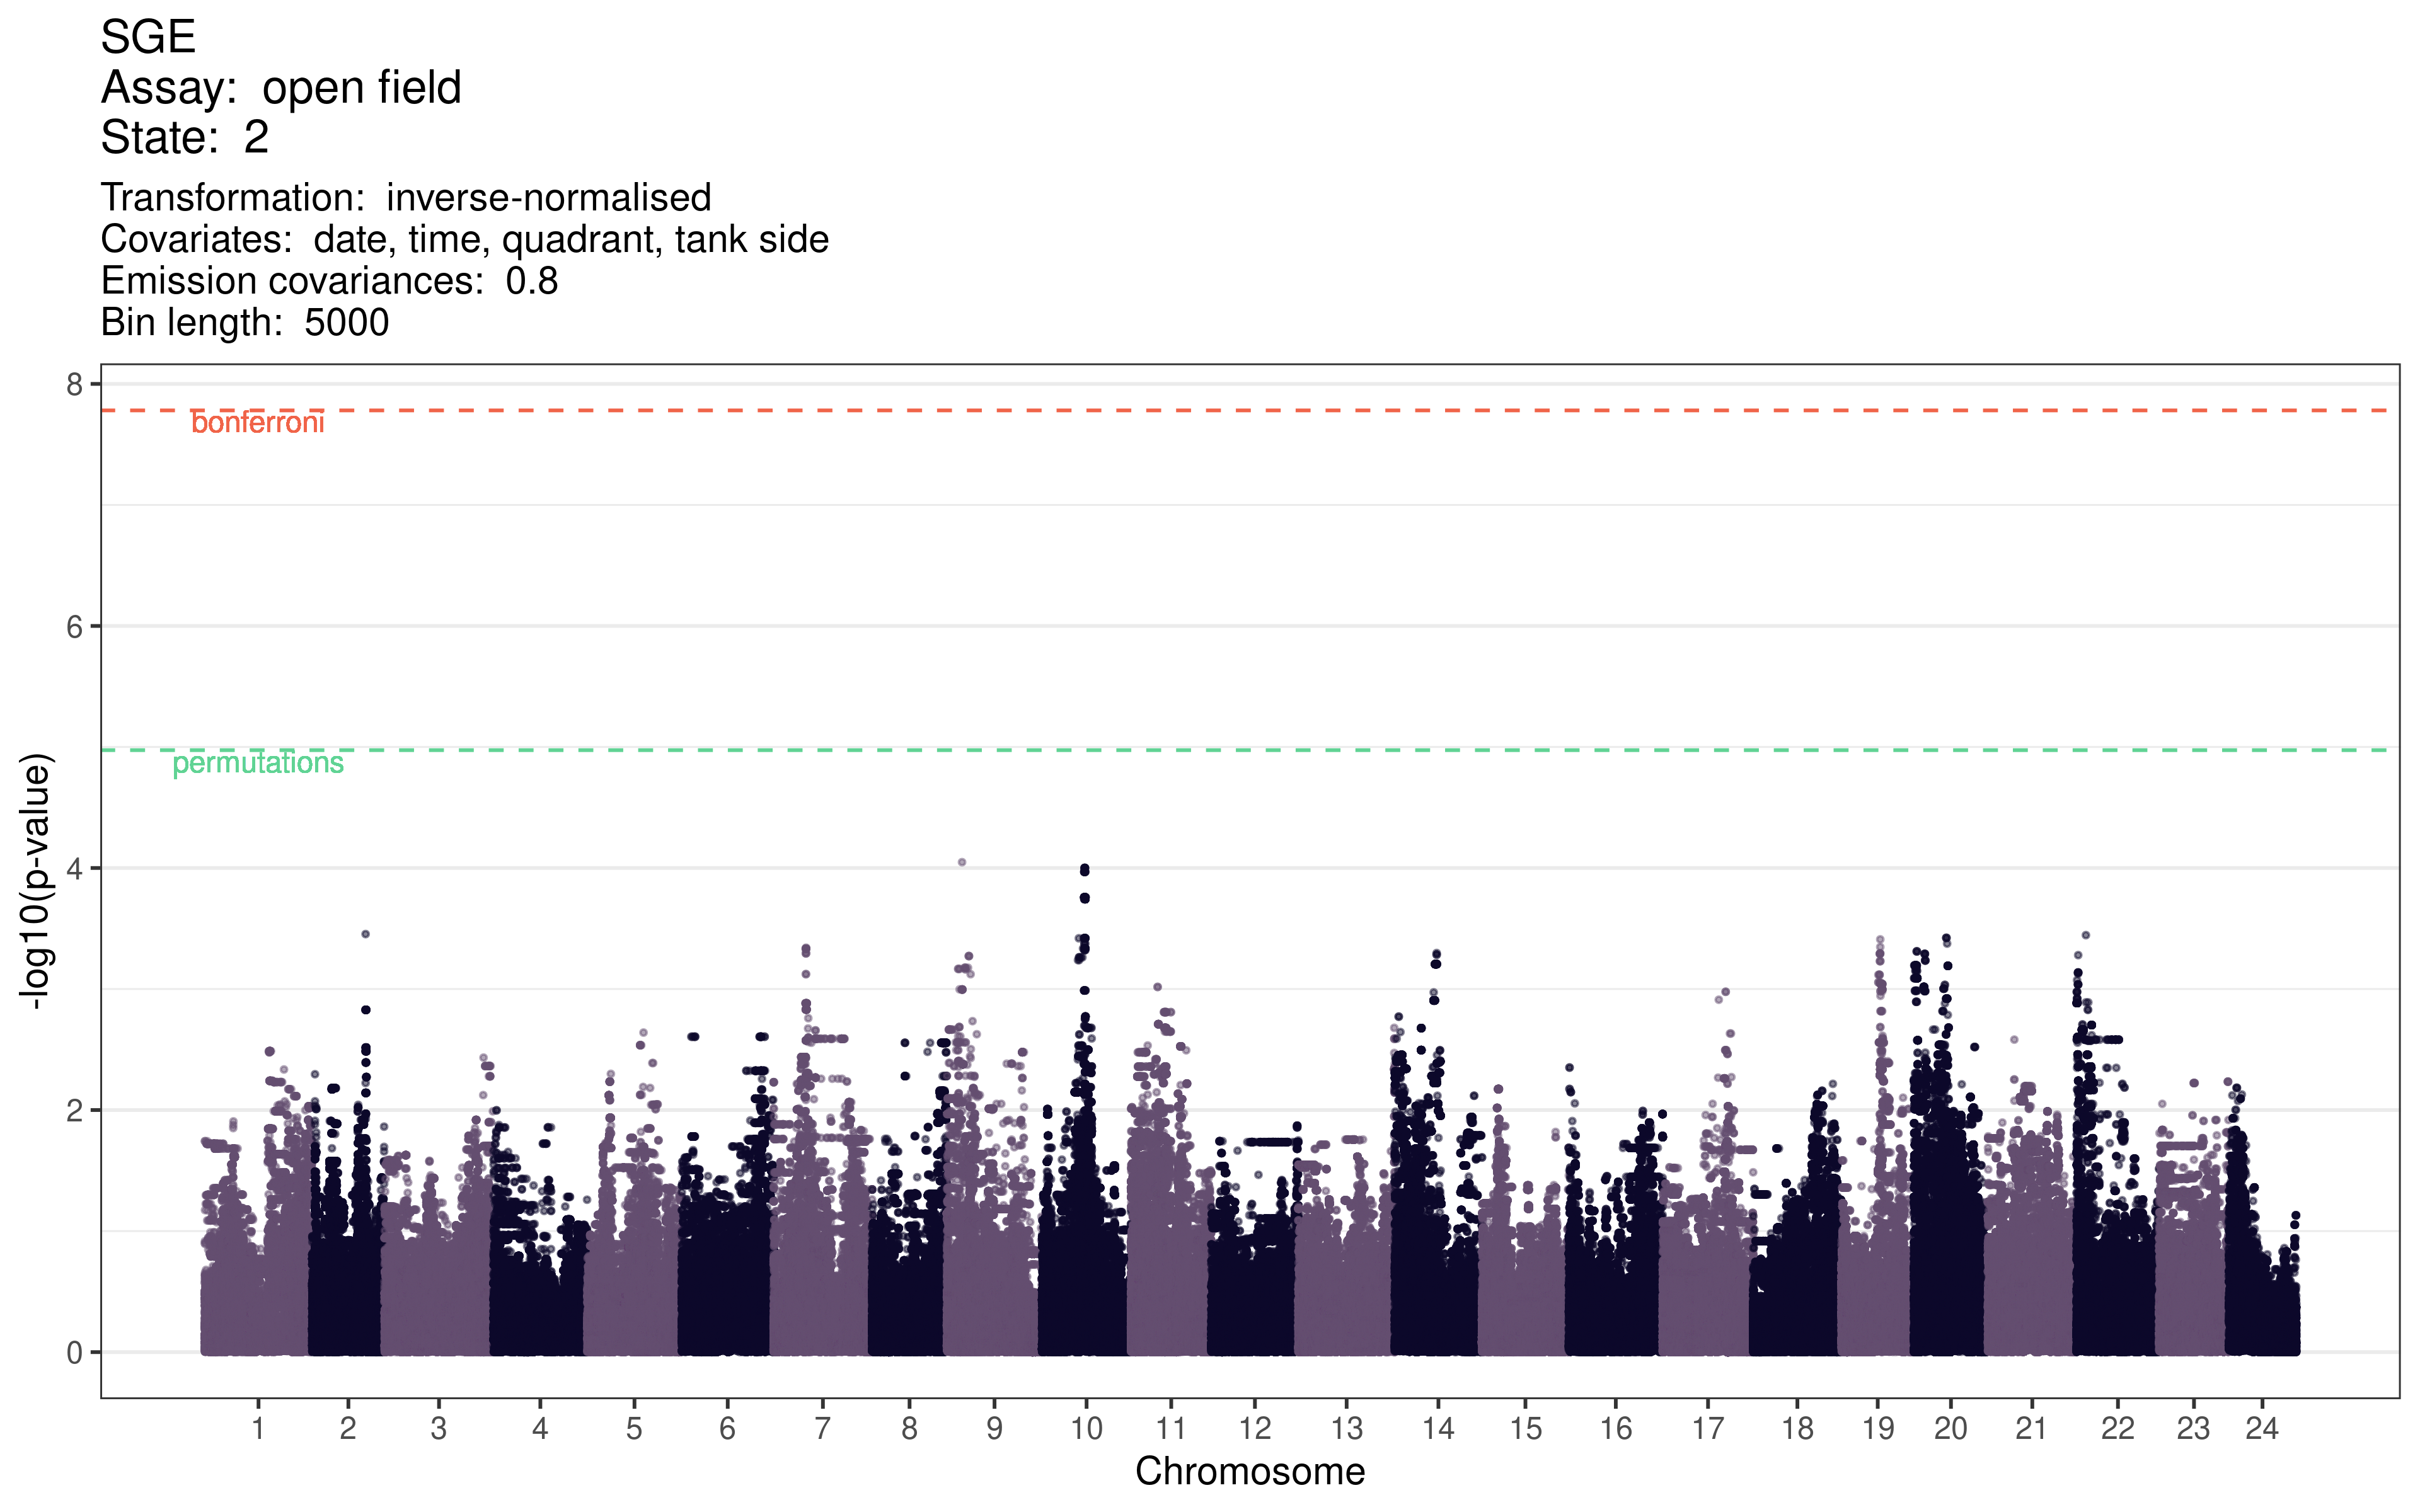 SGE
Assay:  open field
State:  2
Transformation:  inverse-normalised
Covariates:  date, time, quadrant, tank side
Emission covariances:  0.8
Bin length:  5000
8
bonferroni
6
permutations
4
2
0
-log10(p-value)
1 2 3 4 5 6 7 8 9 10 11 12 13 14 15 16 17 18 19 20 21 22 23 24
Chromosome